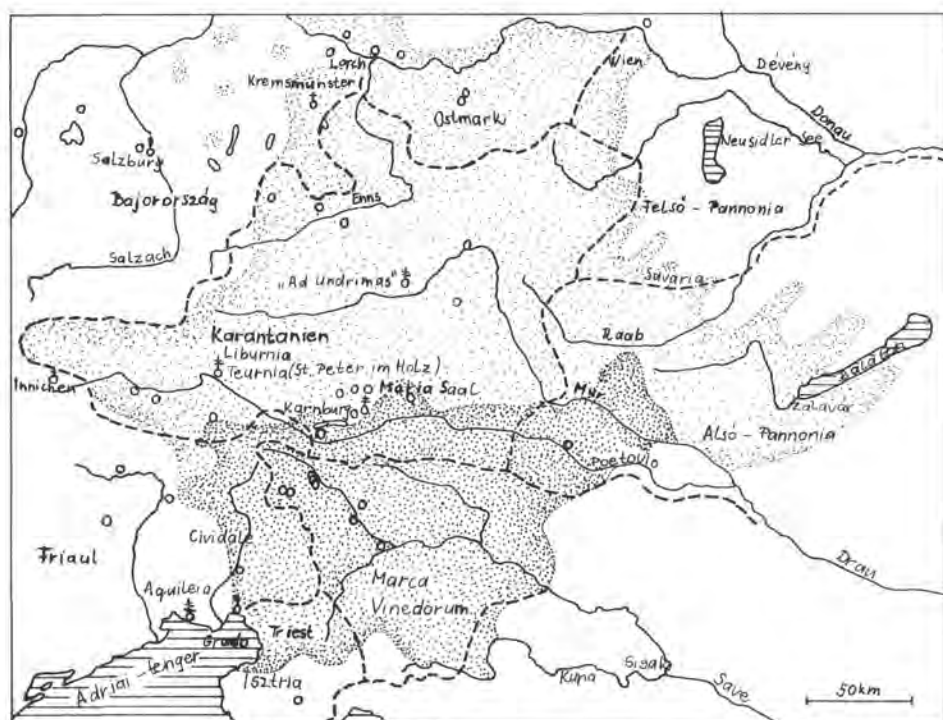 Lorch
Wien
Dévény
Kremsmünster
Ostmark
Donau
Neusidler See
Salzburg
Bajorország
Enns
Felső - Pannonia
Salzach
Savaria
„Ad Undrimas"
Karantanien
Raab
Liburnia
Teurnia (St. Peter im Holz)
Innichen
Maria Saal
Mur
Karnburg
Zalavár
Alsó - Pannonia
Poetovio
Cividale
Friaul
Drau
Marca
Vinedorum
Aquileia
Triest
Grado
Adriai - tenger
Isztria
Kupa
Sisak
Save
50km